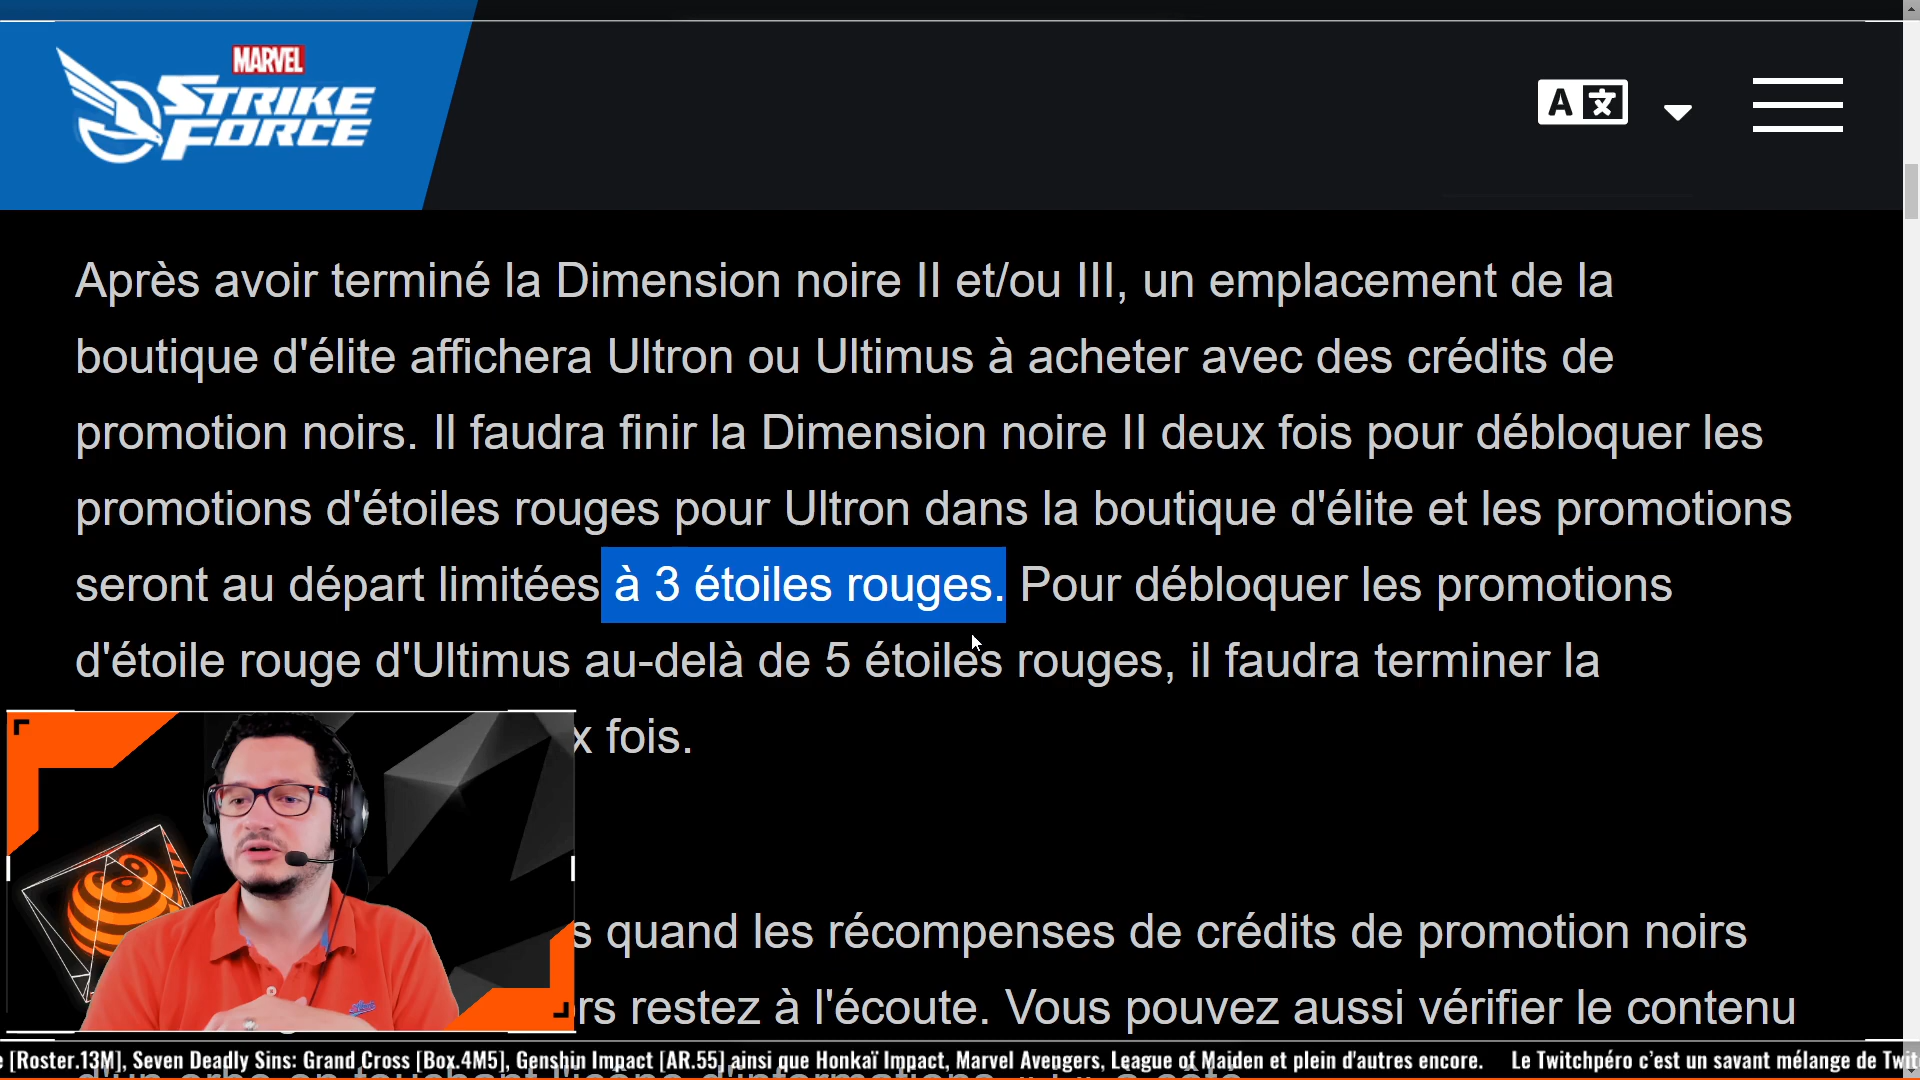 MARVEL
STRIKE
FORCE
A 文
Après avoir terminé la Dimension noire II et/ou III, un emplacement de la
boutique d'élite affichera Ultron ou Ultimus à acheter avec des crédits de
promotion noirs. Il faudra finir la Dimension noire II deux fois pour débloquer les
promotions d'étoiles rouges pour Ultron dans la boutique d'élite et les promotions
seront au départ limitées à 3 étoiles rouges. Pour débloquer les promotions
d'étoile rouge d'Ultimus au-delà de 5 étoiles rouges, il faudra terminer la
x fois.
s quand les récompenses de crédits de promotion noirs
rs restez à l'écoute. Vous pouvez aussi vérifier le contenu
e [Roster.13M], Seven Deadly Sins: Grand Cross [Box.4M5], Genshin Impact [AR.55] ainsi que Honkaï Impact, Marvel Avengers, League of Maiden et plein d'autres encore. Le Twitchpéro c'est un savant mélange de Twit